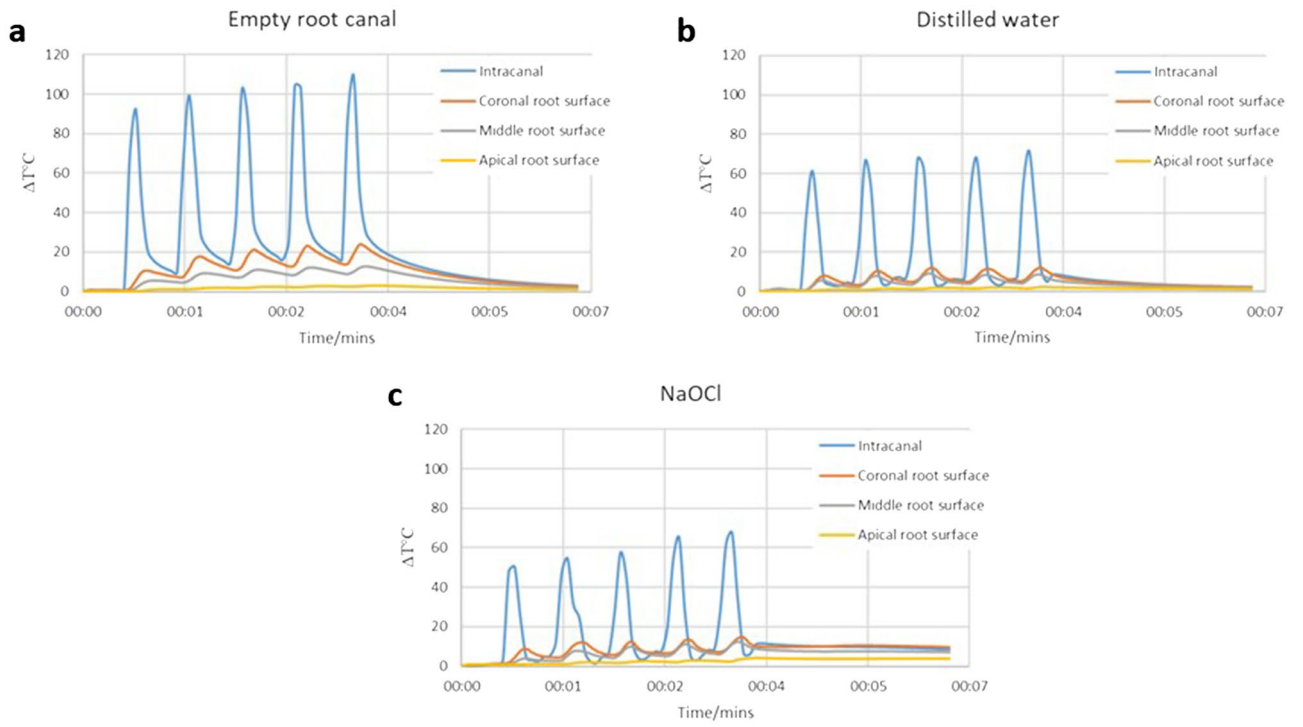 a
Empty root canal
120
100
80
60
40
20
0
ΔT°C
00:00 00:01 00:02 00:04 00:05 00:07
Time/mins
Intracanal
Coronal root surface
Middle root surface
Apical root surface
b
Distilled water
120
100
80
60
40
20
0
ΔT°C
00:00 00:01 00:02 00:04 00:05 00:07
Time/mins
Intracanal
Coronal root surface
Middle root surface
Apical root surface
c
NaOCl
120
100
80
60
40
20
0
ΔT°C
00:00 00:01 00:02 00:04 00:05 00:07
Time/mins
Intracanal
Coronal root surface
Middle root surface
Apical root surface